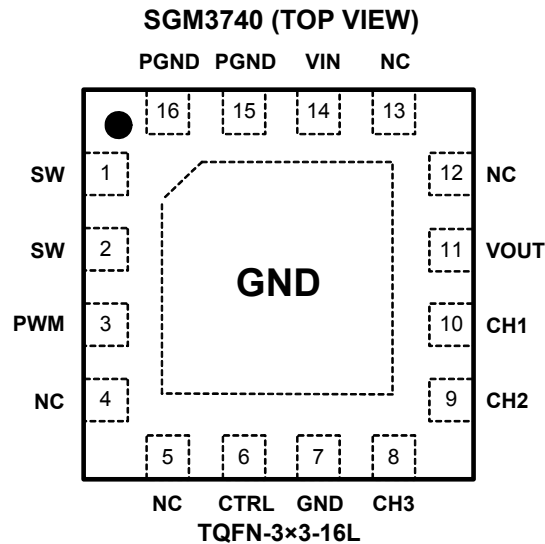 SGM3740 (TOP VIEW)
PGND PGND VIN NC
16 15 14 13
SW 1 12 NC
SW 2 11 VOUT
GND
PWM 3 10 CH1
NC 4 9 CH2
5 6 7 8
NC CTRL GND CH3
TQFN-3×3-16L